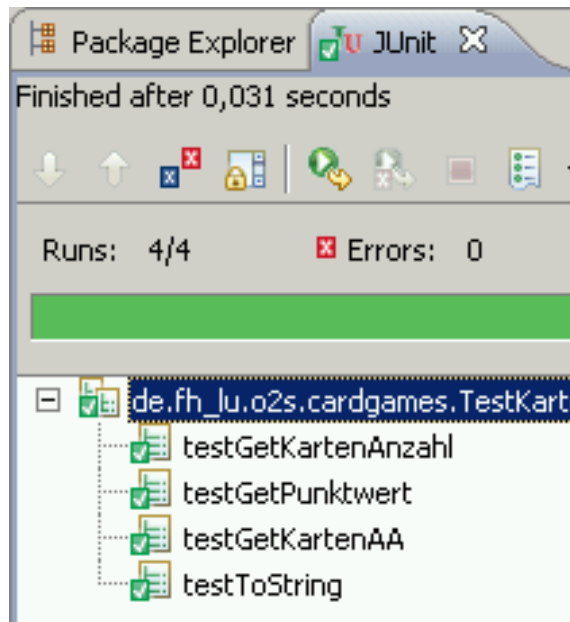 Package Explorer JUnit
Finished after 0,031 seconds
Runs: 4/4 Errors: 0
de.fh_lu.o2s.cardgames.TestKart
testGetKartenAnzahl
testGetPunktwert
testGetKartenAA
testToString